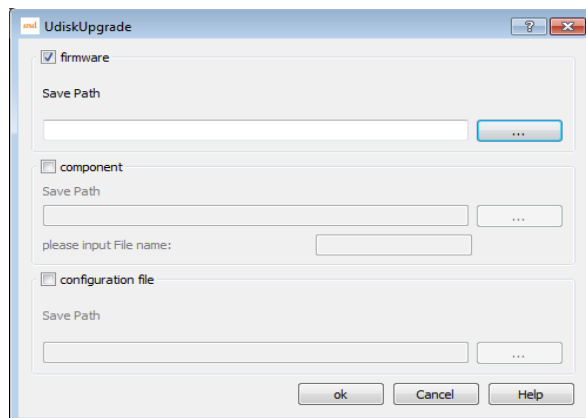 UdiskUpgrade
firmware
Save Path
...
component
Save Path
...
please input File name:
configuration file
Save Path
...
ok Cancel Help